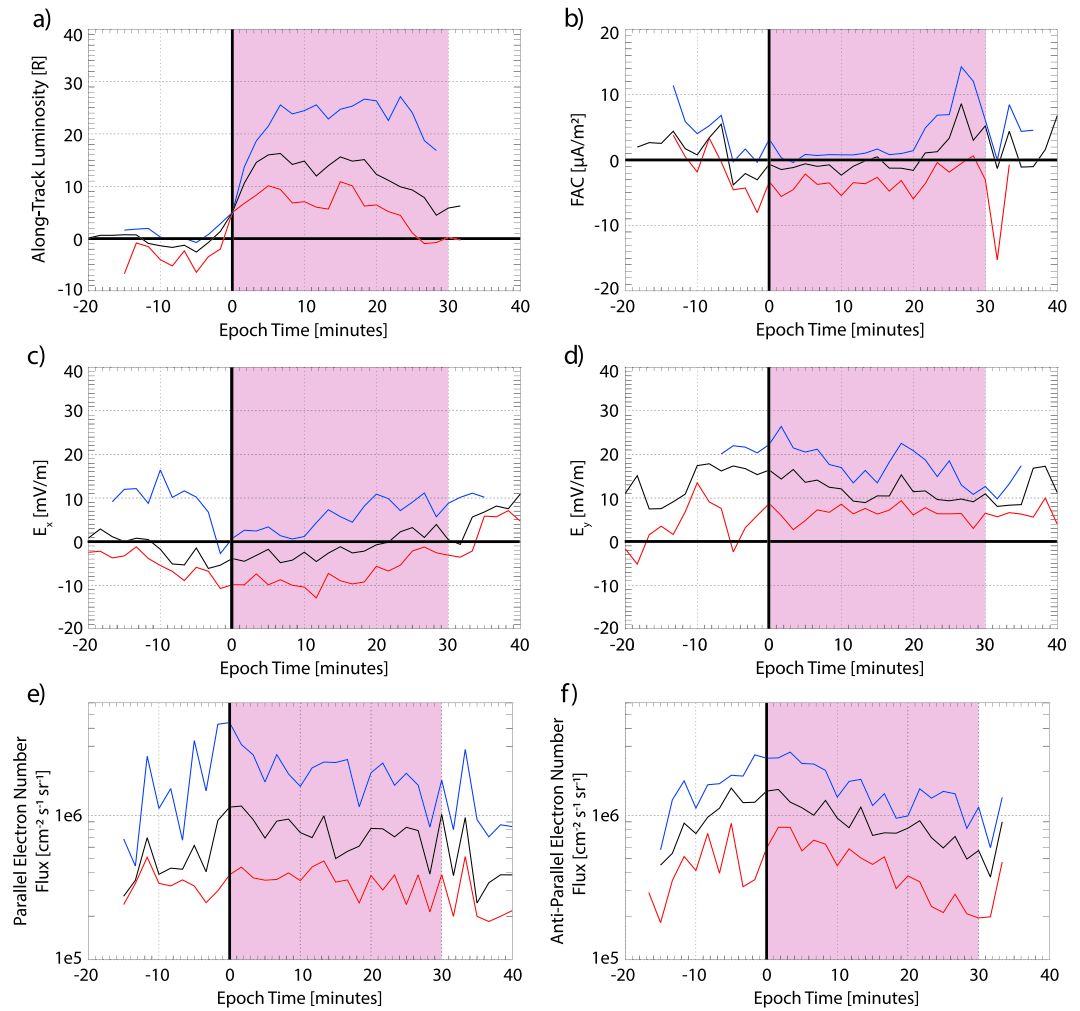 a)
Along-Track Luminosity [R]
40
30
20
10
0
-10
-20 -10 0 10 20 30 40
Epoch Time [minutes]
b)
FAC [µA/m²]
20
10
0
-10
-20
-20 -10 0 10 20 30 40
Epoch Time [minutes]
c)
Ex [mV/m]
40
30
20
10
0
-10
-20
-20 -10 0 10 20 30 40
Epoch Time [minutes]
d)
Ey [mV/m]
40
30
20
10
0
-10
-20
-20 -10 0 10 20 30 40
Epoch Time [minutes]
e)
Parallel Electron Number
Flux [cm⁻² s⁻¹ sr⁻¹]
1e6
1e5
-20 -10 0 10 20 30 40
Epoch Time [minutes]
f)
Anti-Parallel Electron Number
Flux [cm⁻² s⁻¹ sr⁻¹]
1e6
1e5
-20 -10 0 10 20 30 40
Epoch Time [minutes]